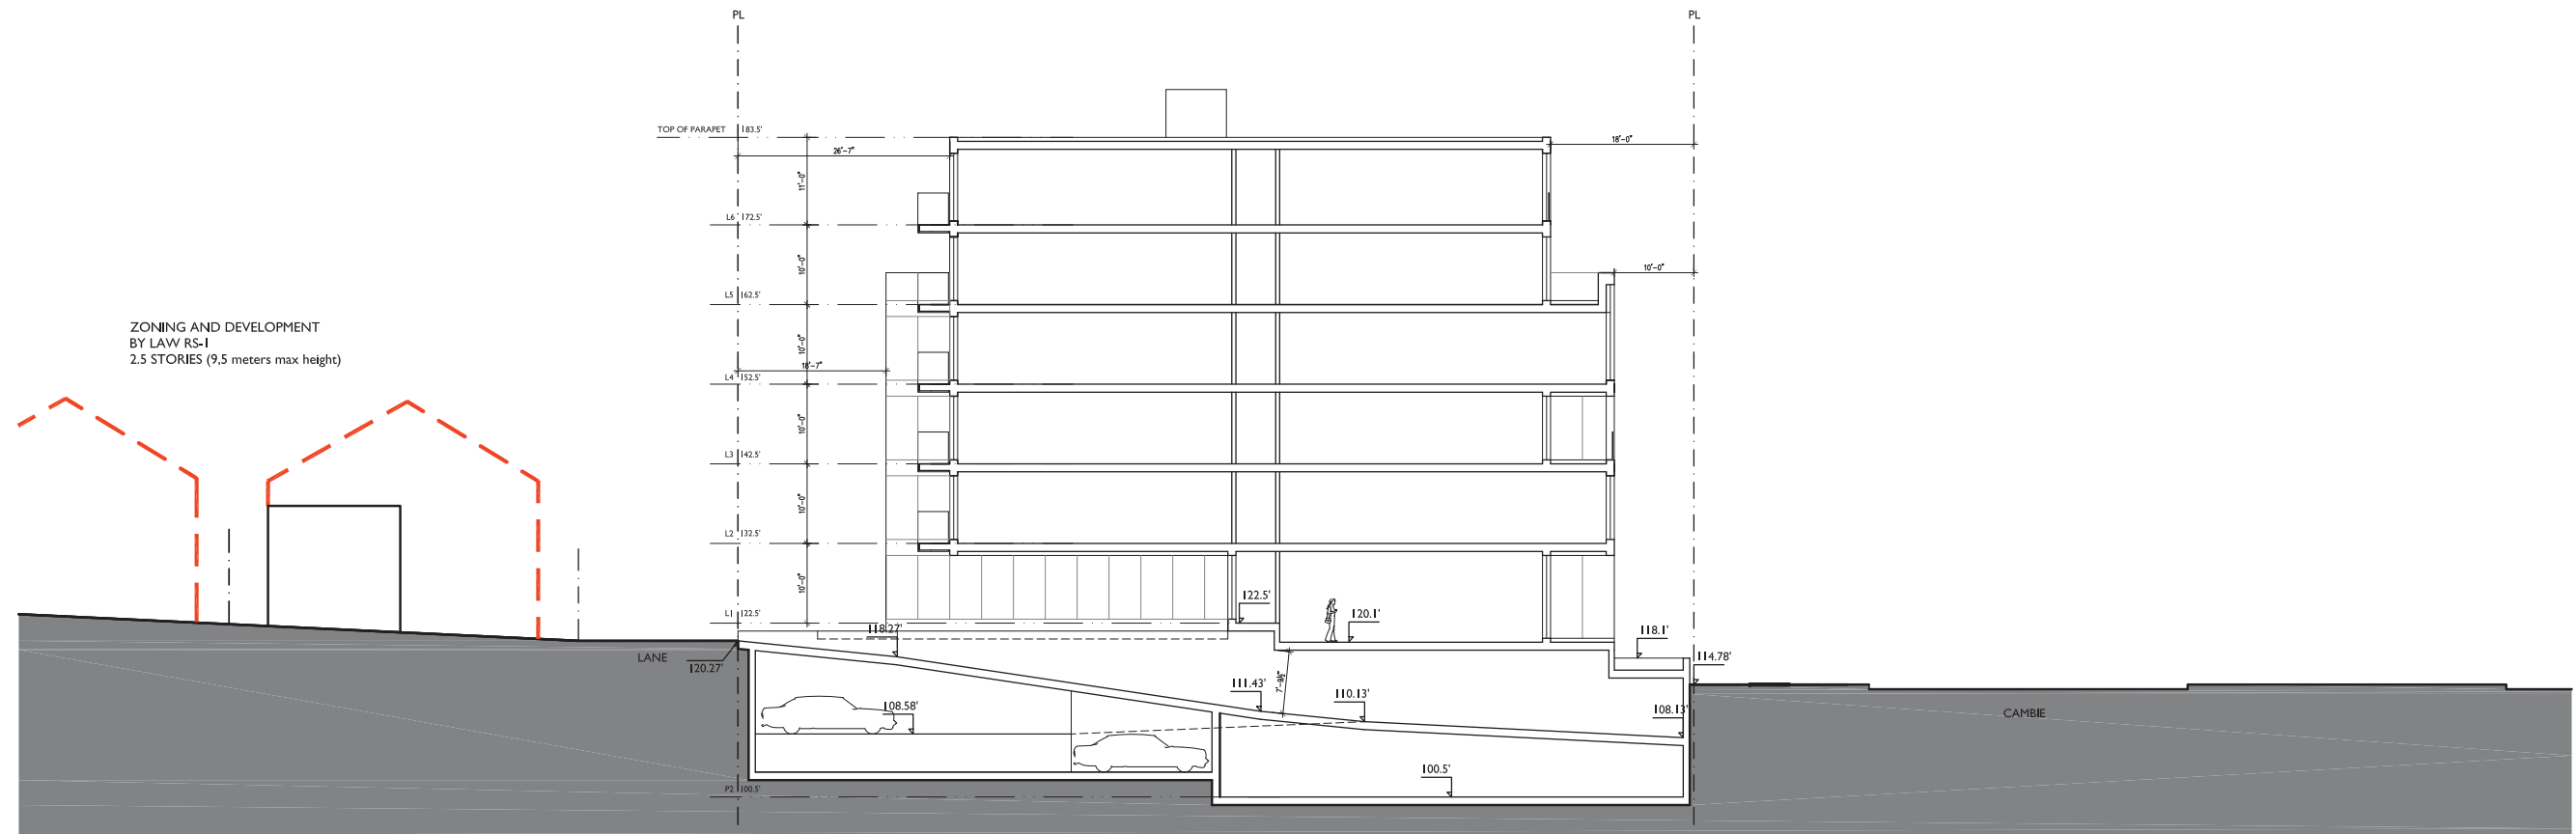 PL
PL
TOP OF PARAPET 183.5'
18'-0"
26'-7"
11'-0"
L6 172.5'
10'-0"
10'-0"
L5 162.5'
ZONING AND DEVELOPMENT
BY LAW RS-1
2.5 STORIES (9,5 meters max height)
10'-0"
18'-7"
L4 152.5'
10'-0"
L3 142.5'
10'-0"
L2 132.5'
10'-0"
122.5'
L1 122.5'
120.1'
118.27'
118.1'
LANE
120.27'
114.78'
7'-9½"
111.43'
110.13'
108.58'
108.13'
CAMBIE
100.5'
P2 100.5'